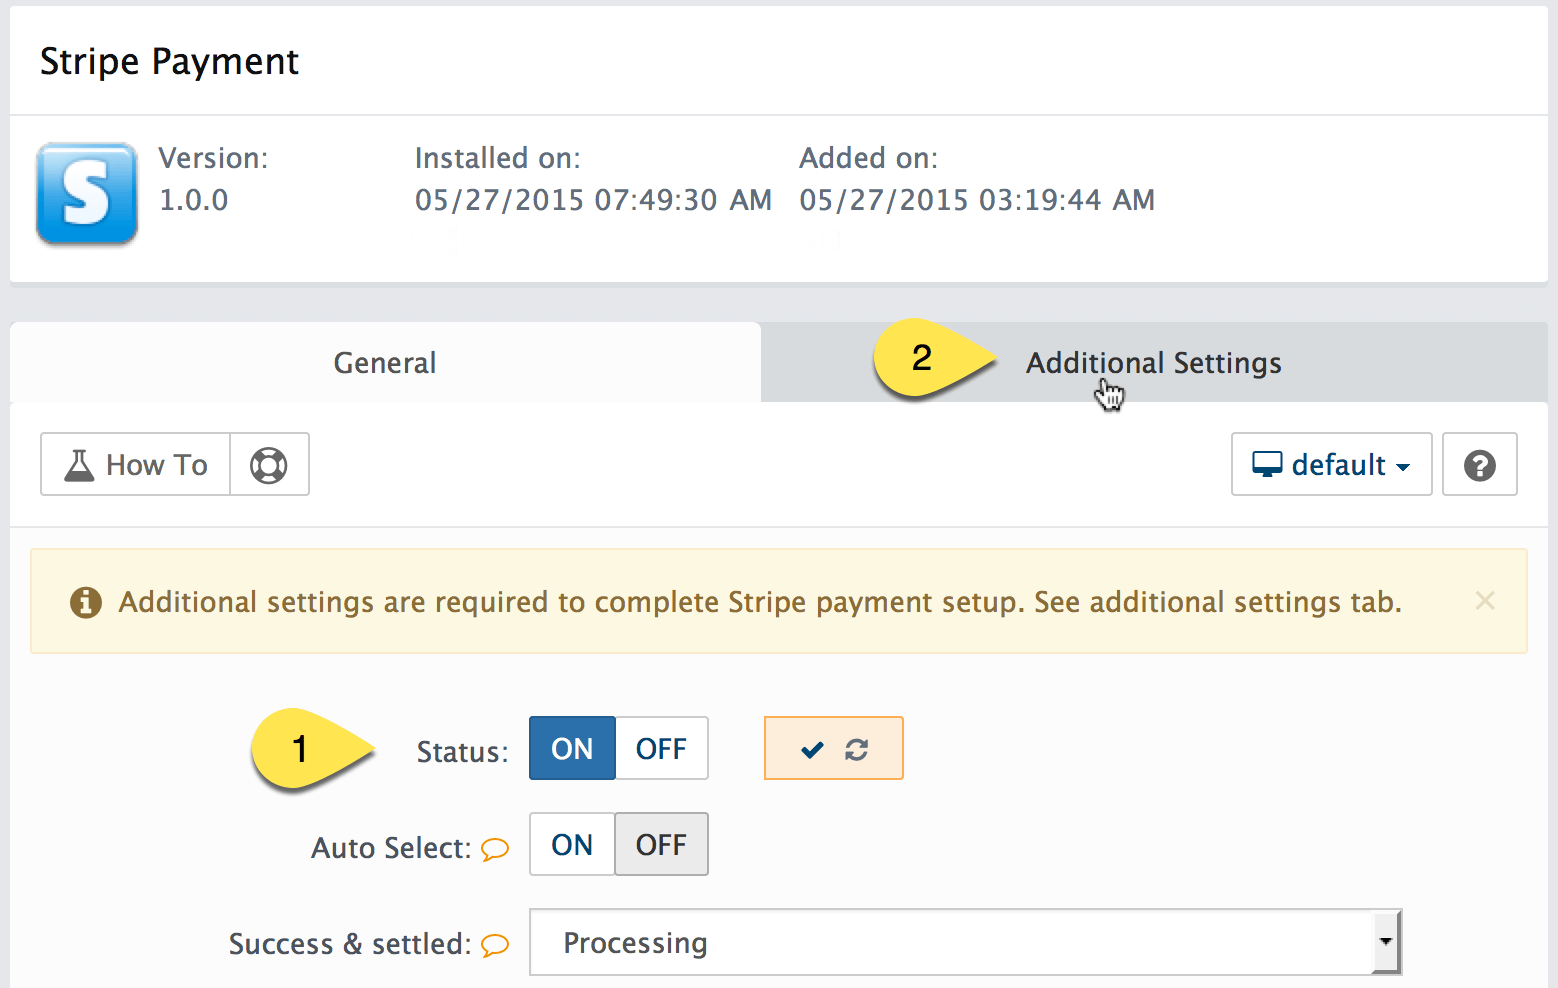 Stripe Payment
S
Version:
1.0.0
Installed on:
05/27/2015 07:49:30 AM
Added on:
05/27/2015 03:19:44 AM
General
2
Additional Settings
How To
default
?
i Additional settings are required to complete Stripe payment setup. See additional settings tab. ×
1
Status: ON OFF
Auto Select: ON OFF
Success & settled: Processing